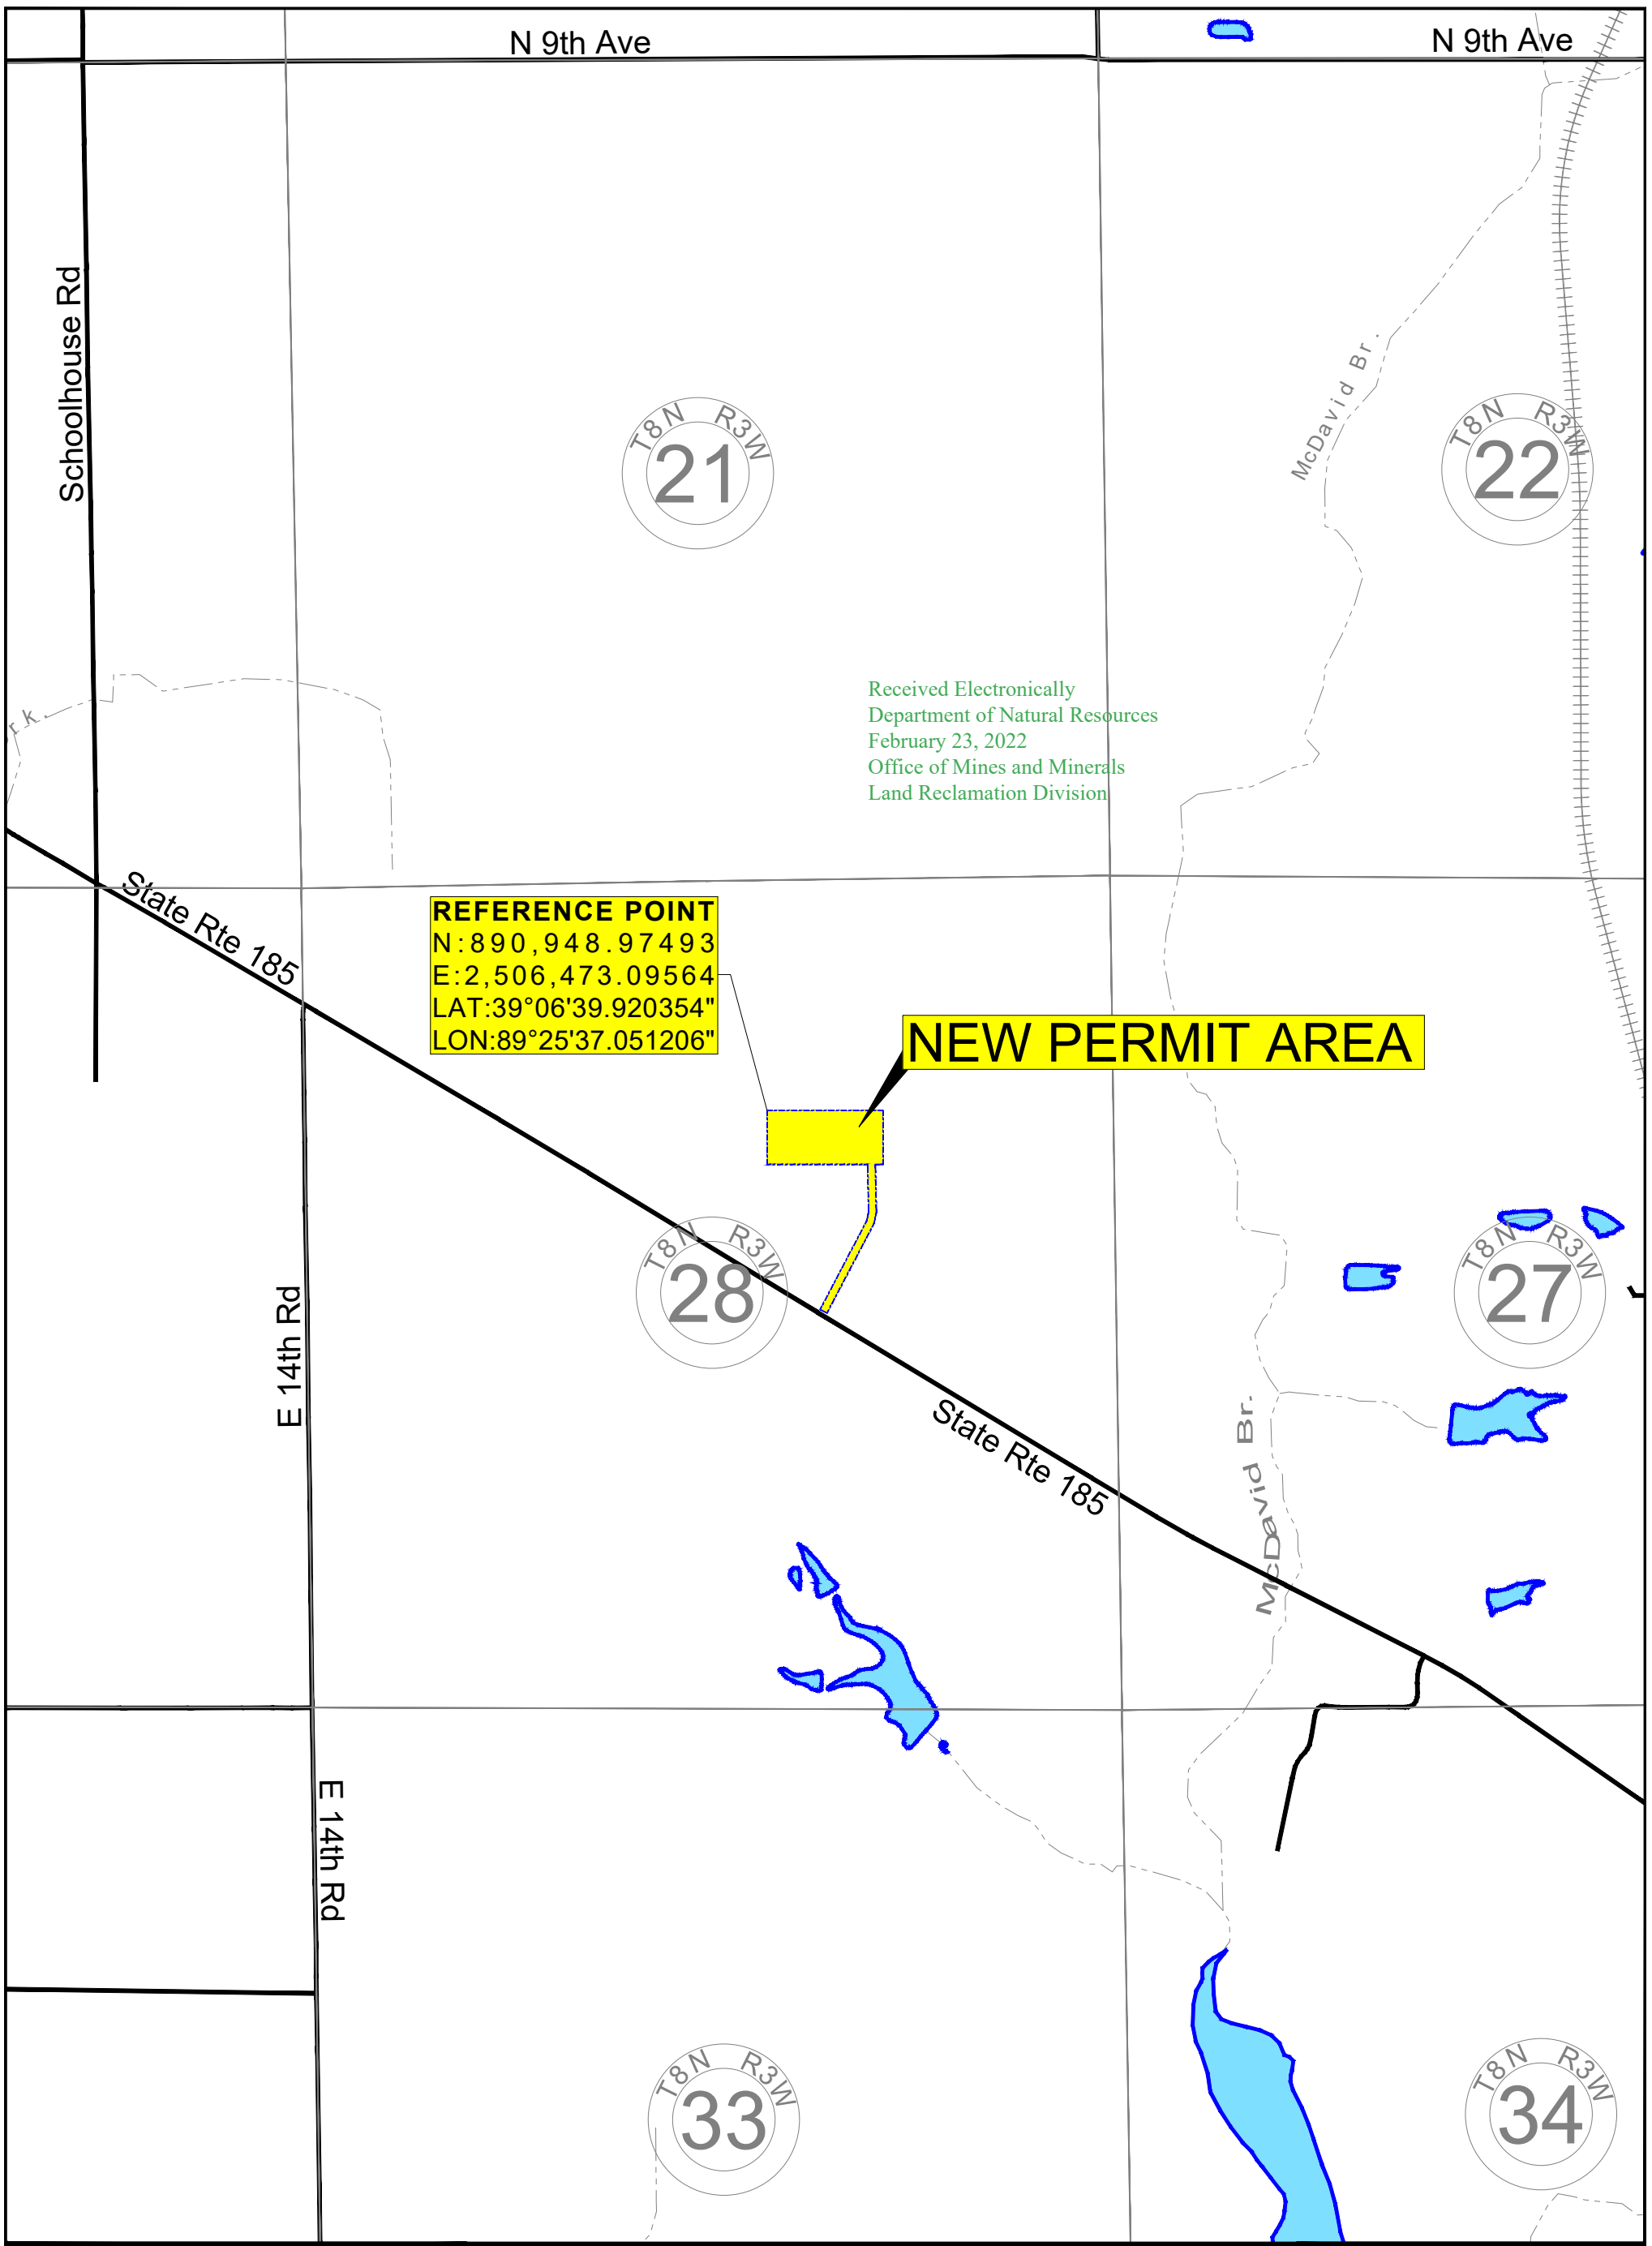 N 9th Ave
N 9th Ave
Schoolhouse Rd
McDavid Br.
T8N R3W
21
T8N R3W
22
rk.
Received Electronically
Department of Natural Resources
February 23, 2022
Office of Mines and Minerals
Land Reclamation Division
State Rte 185
REFERENCE POINT
N:890,948.97493
E:2,506,473.09564
LAT:39°06'39.920354"
LON:89°25'37.051206"
NEW PERMIT AREA
T8N R3W
28
T8N R3W
27
E 14th Rd
State Rte 185
McDavid Br.
E 14th Rd
T8N R3W
33
T8N R3W
34